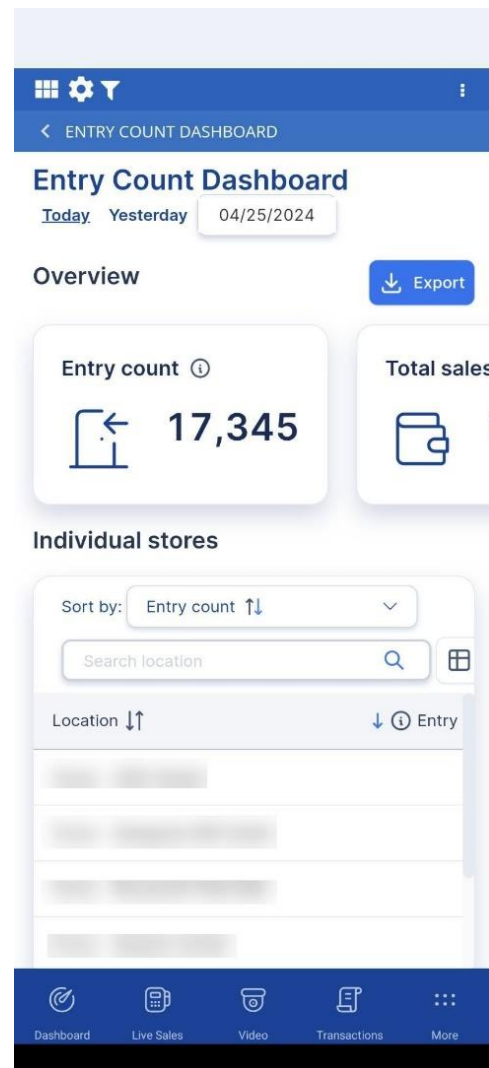 ENTRY COUNT DASHBOARD
Entry Count Dashboard
Today Yesterday 04/25/2024
Overview
Export
Entry count
Total sales
17,345
Individual stores
Sort by: Entry count
Search location
Location
Entry
Dashboard Live Sales Video Transactions More